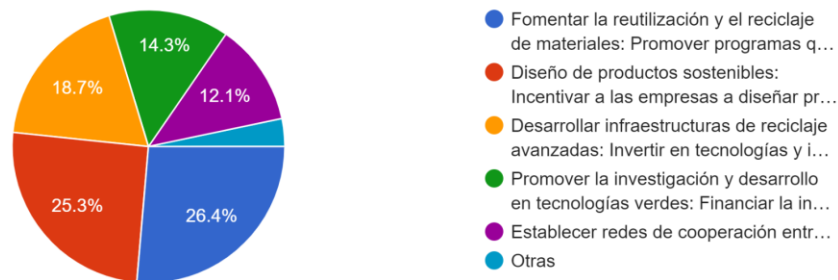 14.3%
18.7%
12.1%
25.3%
26.4%
Fomentar la reutilización y el reciclaje
de materiales: Promover programas q…
Diseño de productos sostenibles:
Incentivar a las empresas a diseñar pr…
Desarrollar infraestructuras de reciclaje
avanzadas: Invertir en tecnologías y i…
Promover la investigación y desarrollo
en tecnologías verdes: Financiar la in…
Establecer redes de cooperación entr…
Otras